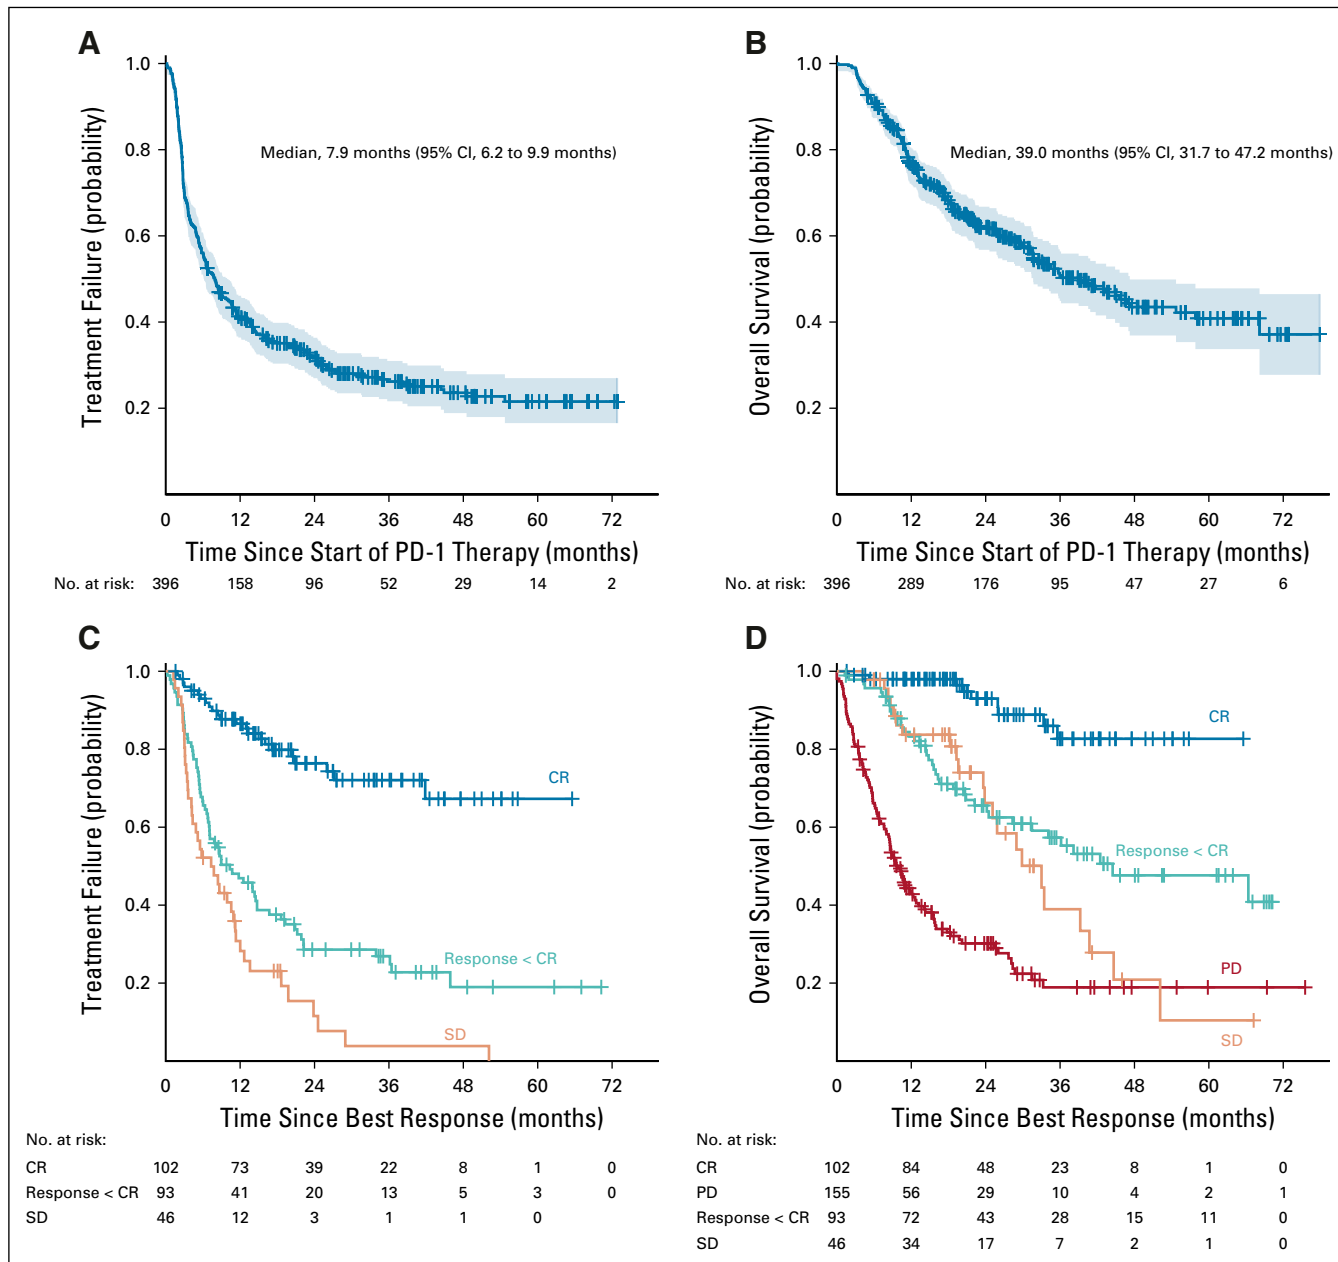 A
Treatment Failure (probability)
1.0
0.8
0.6
0.4
0.2
Median, 7.9 months (95% CI, 6.2 to 9.9 months)
0 12 24 36 48 60 72
Time Since Start of PD-1 Therapy (months)
No. at risk: 396 158 96 52 29 14 2
B
Overall Survival (probability)
1.0
0.8
0.6
0.4
0.2
Median, 39.0 months (95% CI, 31.7 to 47.2 months)
0 12 24 36 48 60 72
Time Since Start of PD-1 Therapy (months)
No. at risk: 396 289 176 95 47 27 6
C
Treatment Failure (probability)
1.0
0.8
0.6
0.4
0.2
CR
Response < CR
SD
0 12 24 36 48 60 72
Time Since Best Response (months)
No. at risk:
CR 102 73 39 22 8 1 0
Response < CR 93 41 20 13 5 3 0
SD 46 12 3 1 1 0
D
Overall Survival (probability)
1.0
0.8
0.6
0.4
0.2
CR
Response < CR
PD
SD
0 12 24 36 48 60 72
Time Since Best Response (months)
No. at risk:
CR 102 84 48 23 8 1 0
PD 155 56 29 10 4 2 1
Response < CR 93 72 43 28 15 11 0
SD 46 34 17 7 2 1 0